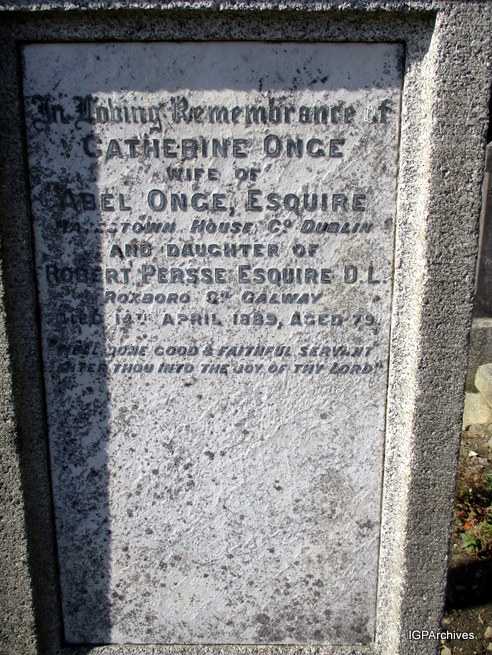 In Loving Remembrance of
CATHERINE ONGE
WIFE OF
ABEL ONGE, ESQUIRE
HAYESTOWN HOUSE, Cº DUBLIN
AND DAUGHTER OF
ROBERT PERSSE ESQUIRE D.L.
ROXBORO Cº GALWAY
DIED 14TH APRIL 1889, AGED 79,
"WELL DONE GOOD & FAITHFUL SERVANT
ENTER THOU INTO THE JOY OF THY LORD"
IGPArchives